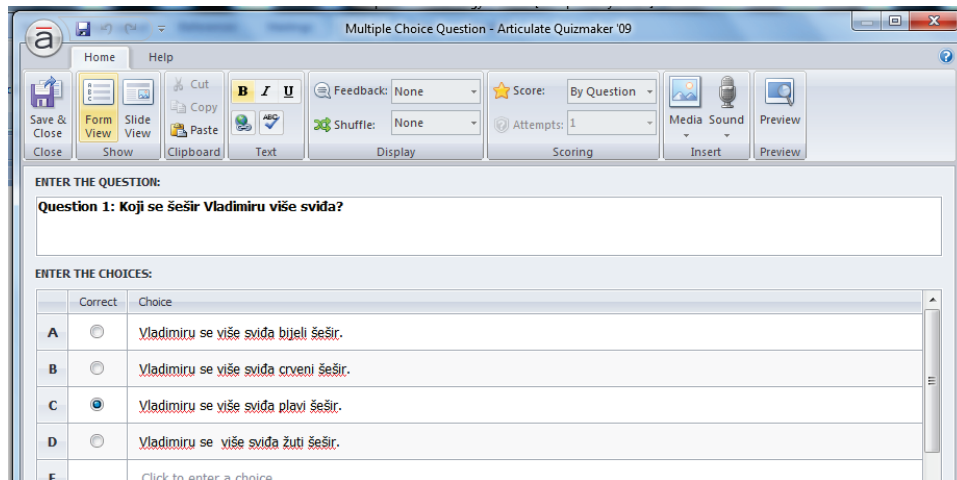 Multiple Choice Question - Articulate Quizmaker '09
Home Help
Save & Close
Close
Form View
Slide View
Show
Cut
Copy
Paste
Clipboard
B I U
ABC
Text
Feedback: None
Shuffle: None
Display
Score: By Question
Attempts: 1
Scoring
Media Sound
Insert
Preview
Preview
ENTER THE QUESTION:
Question 1: Koji se šešir Vladimiru više sviđa?
ENTER THE CHOICES:
Correct Choice
A Vladimiru se više sviđa bijeli šešir.
B Vladimiru se više sviđa crveni šešir.
C Vladimiru se više sviđa plavi šešir.
D Vladimiru se  više sviđa žuti šešir.
E Click to enter a choice